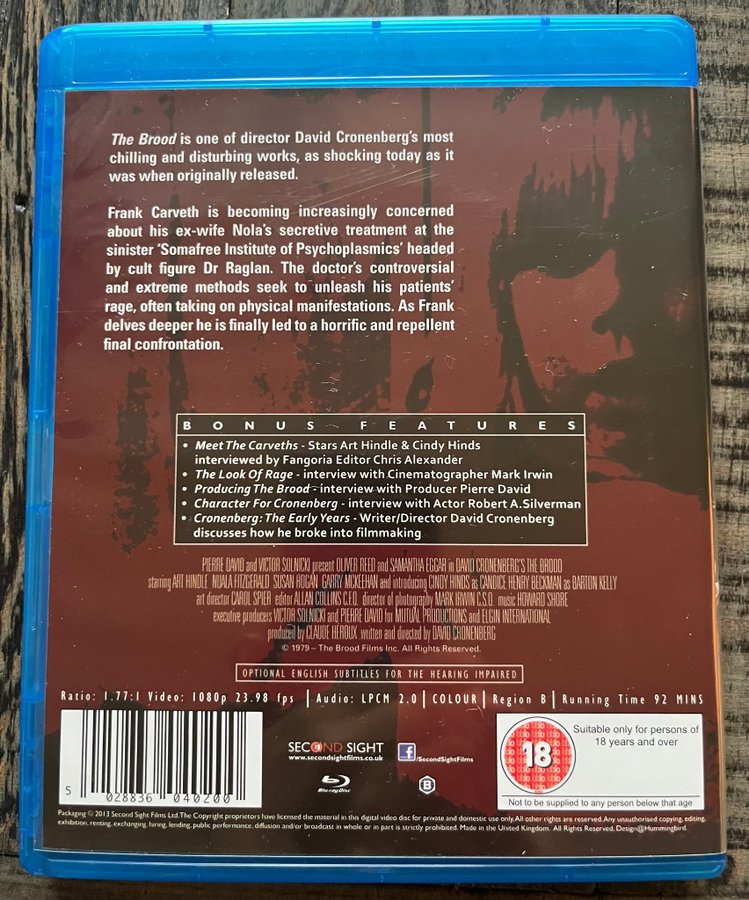 The Brood is one of director David Cronenberg's most
chilling and disturbing works, as shocking today as it
was when originally released.
Frank Carveth is becoming increasingly concerned
about his ex-wife Nola's secretive treatment at the
sinister 'Somafree Institute of Psychoplasmics' headed
by cult figure Dr Raglan. The doctor's controversial
and extreme methods seek to unleash his patients'
rage, often taking on physical manifestations. As Frank
delves deeper he is finally led to a horrific and repellent
final confrontation.
BONUS FEATURES
• Meet The Carveths - Stars Art Hindle & Cindy Hinds
interviewed by Fangoria Editor Chris Alexander
• The Look Of Rage - interview with Cinematographer Mark Irwin
• Producing The Brood - interview with Producer Pierre David
• Character For Cronenberg - interview with Actor Robert A.Silverman
• Cronenberg: The Early Years - Writer/Director David Cronenberg
discusses how he broke into filmmaking
PIERRE DAVID and VICTOR SOLNICKI present OLIVER REED and SAMANTHA EGGAR in DAVID CRONENBERG'S THE BROOD
starring ART HINDLE NUALA FITZGERALD SUSAN HOGAN GARRY MCKEEHAN and introducing CINDY HINDS as CANDICE HENRY BECKMAN as BARTON KELLY
art director CAROL SPIER editor ALLAN COLLINS C.F.O. director of photography MARK IRWIN C.S.O. music HOWARD SHORE
executive producers VICTOR SOLNICKI and PIERRE DAVID for MUTUAL PRODUCTIONS and ELGIN INTERNATIONAL
produced by CLAUDE HEROUX written and directed by DAVID CRONENBERG
© 1979 – The Brood Films Inc. All Rights Reserved.
OPTIONAL ENGLISH SUBTITLES FOR THE HEARING IMPAIRED
Ratio: 1.77:1 Video: 1080p 23.98 fps | Audio: LPCM 2.0 | COLOUR | Region B | Running Time 92 MINS
5 028836 040200
SECOND SIGHT
www.secondsightfilms.co.uk
f /SecondSightFilms
Blu-ray Disc
B
18
Suitable only for persons of
18 years and over
Not to be supplied to any person below that age
Packaging © 2013 Second Sight Films Ltd. The Copyright proprietors have licensed the material in this digital video disc for private and domestic use only. All other rights are reserved. Any unauthorised copying, editing,
exhibition, renting, exchanging, hiring, lending, public performance, diffusion and/or broadcast in whole or in part is strictly prohibited. Made in the United Kingdom. All Rights Reserved. Design@Hummingbird